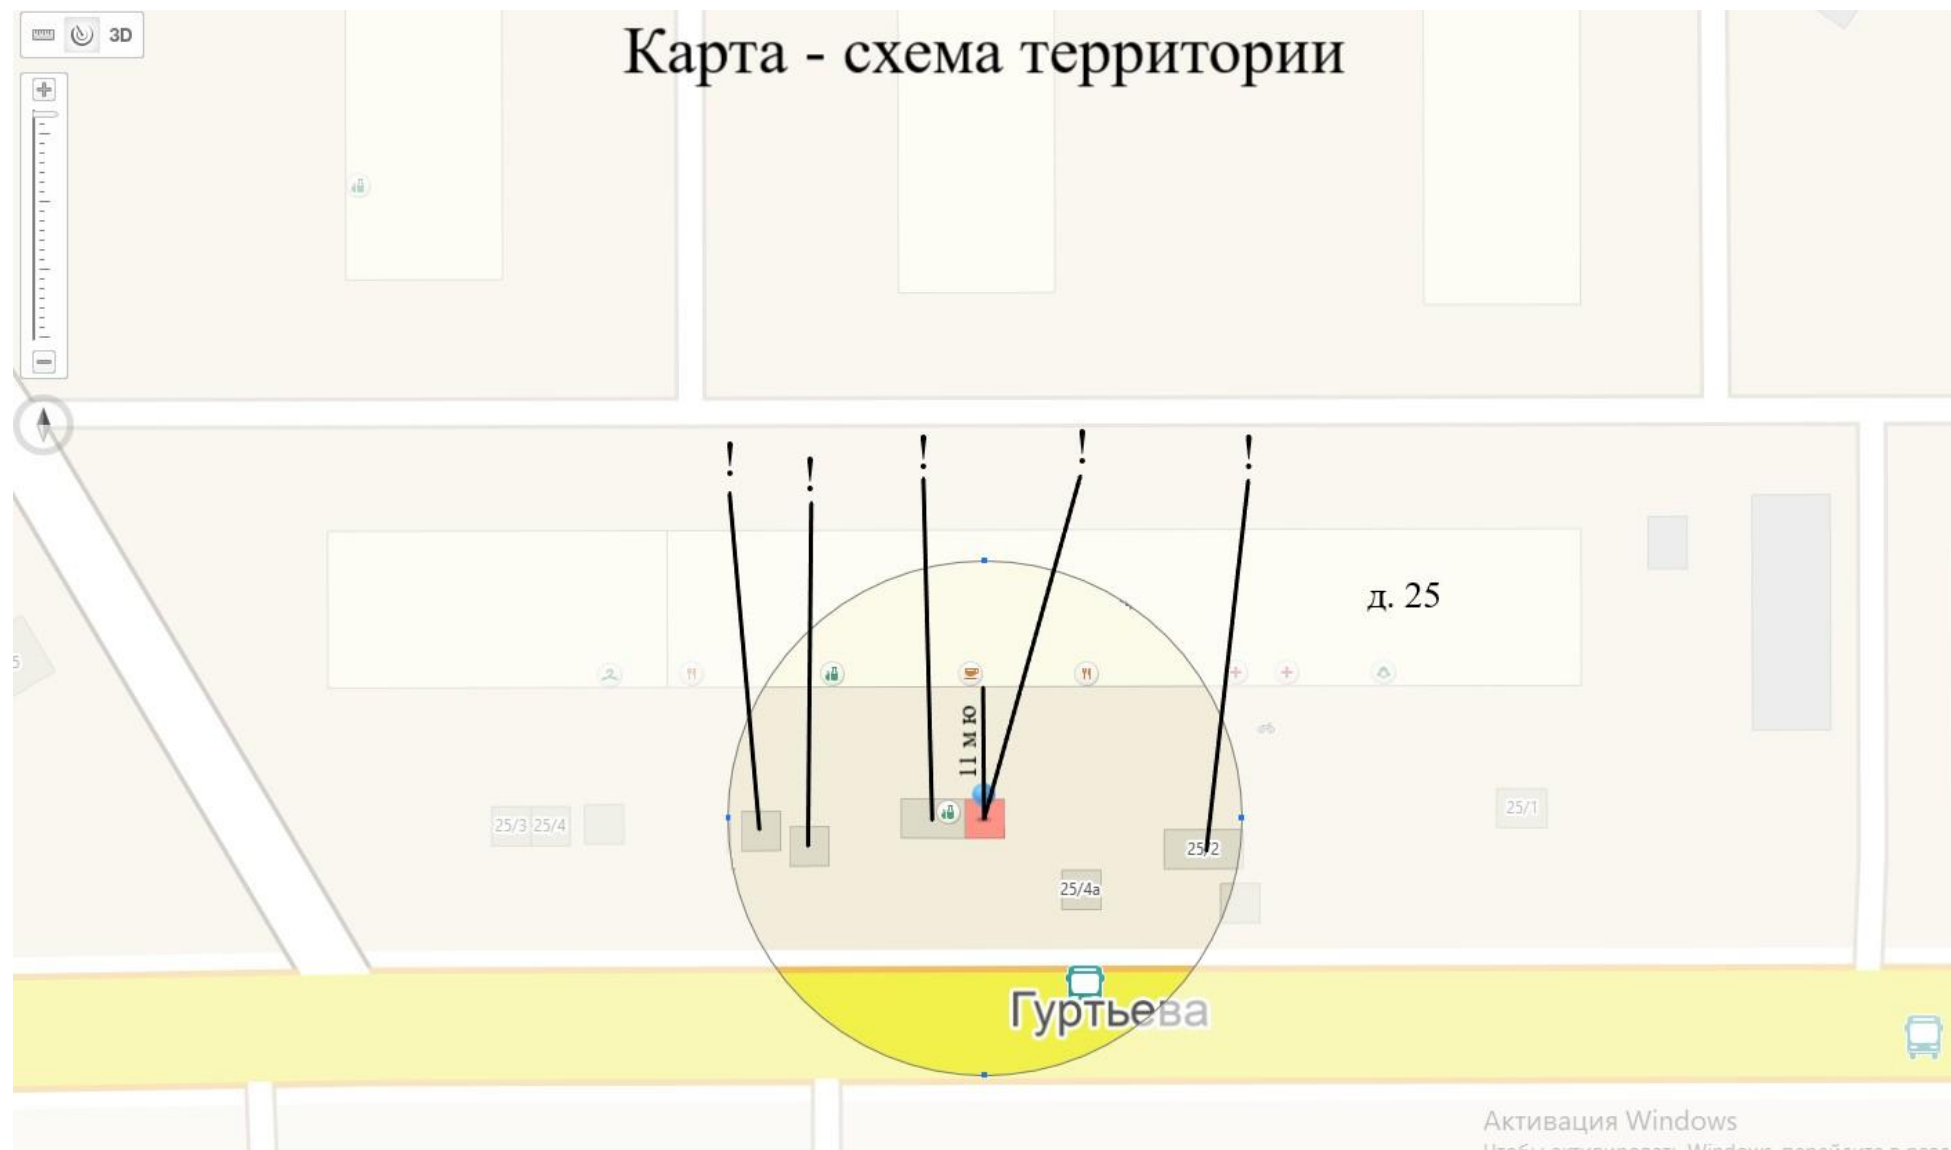 3D
Карта - схема территории
!
!
!
!
!
д. 25
11 м ю
5
25/3
25/4
25/1
25/2
25/4а
Гуртьева
Активация Windows